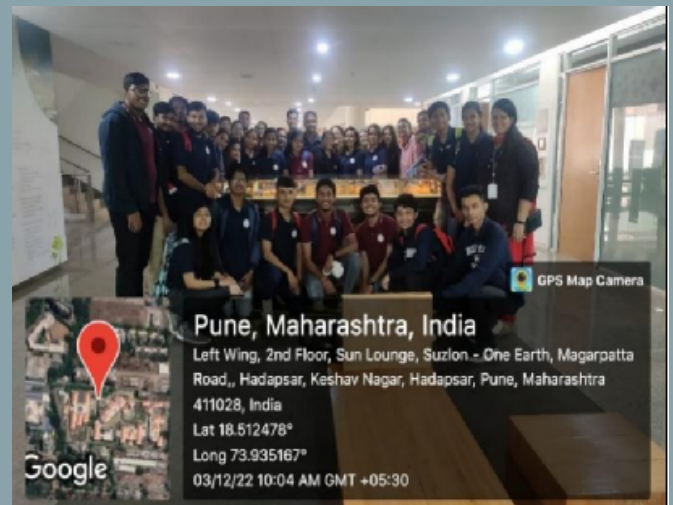 GPS Map Camera
Pune, Maharashtra, India
Left Wing, 2nd Floor, Sun Lounge, Suzlon - One Earth, Magarpatta
Road,, Hadapsar, Keshav Nagar, Hadapsar, Pune, Maharashtra
411028, India
Lat 18.512478°
Long 73.935167°
03/12/22 10:04 AM GMT +05:30
Google